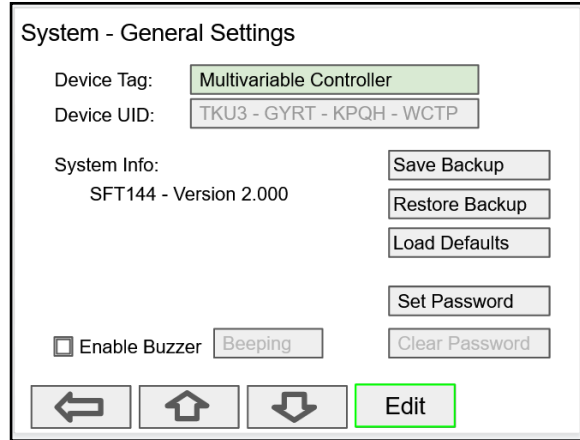 System - General Settings
Device Tag: Multivariable Controller
Device UID: TKU3 - GYRT - KPQH - WCTP
System Info: Save Backup
SFT144 - Version 2.000
Restore Backup
Load Defaults
Set Password
Enable Buzzer Beeping Clear Password
Edit